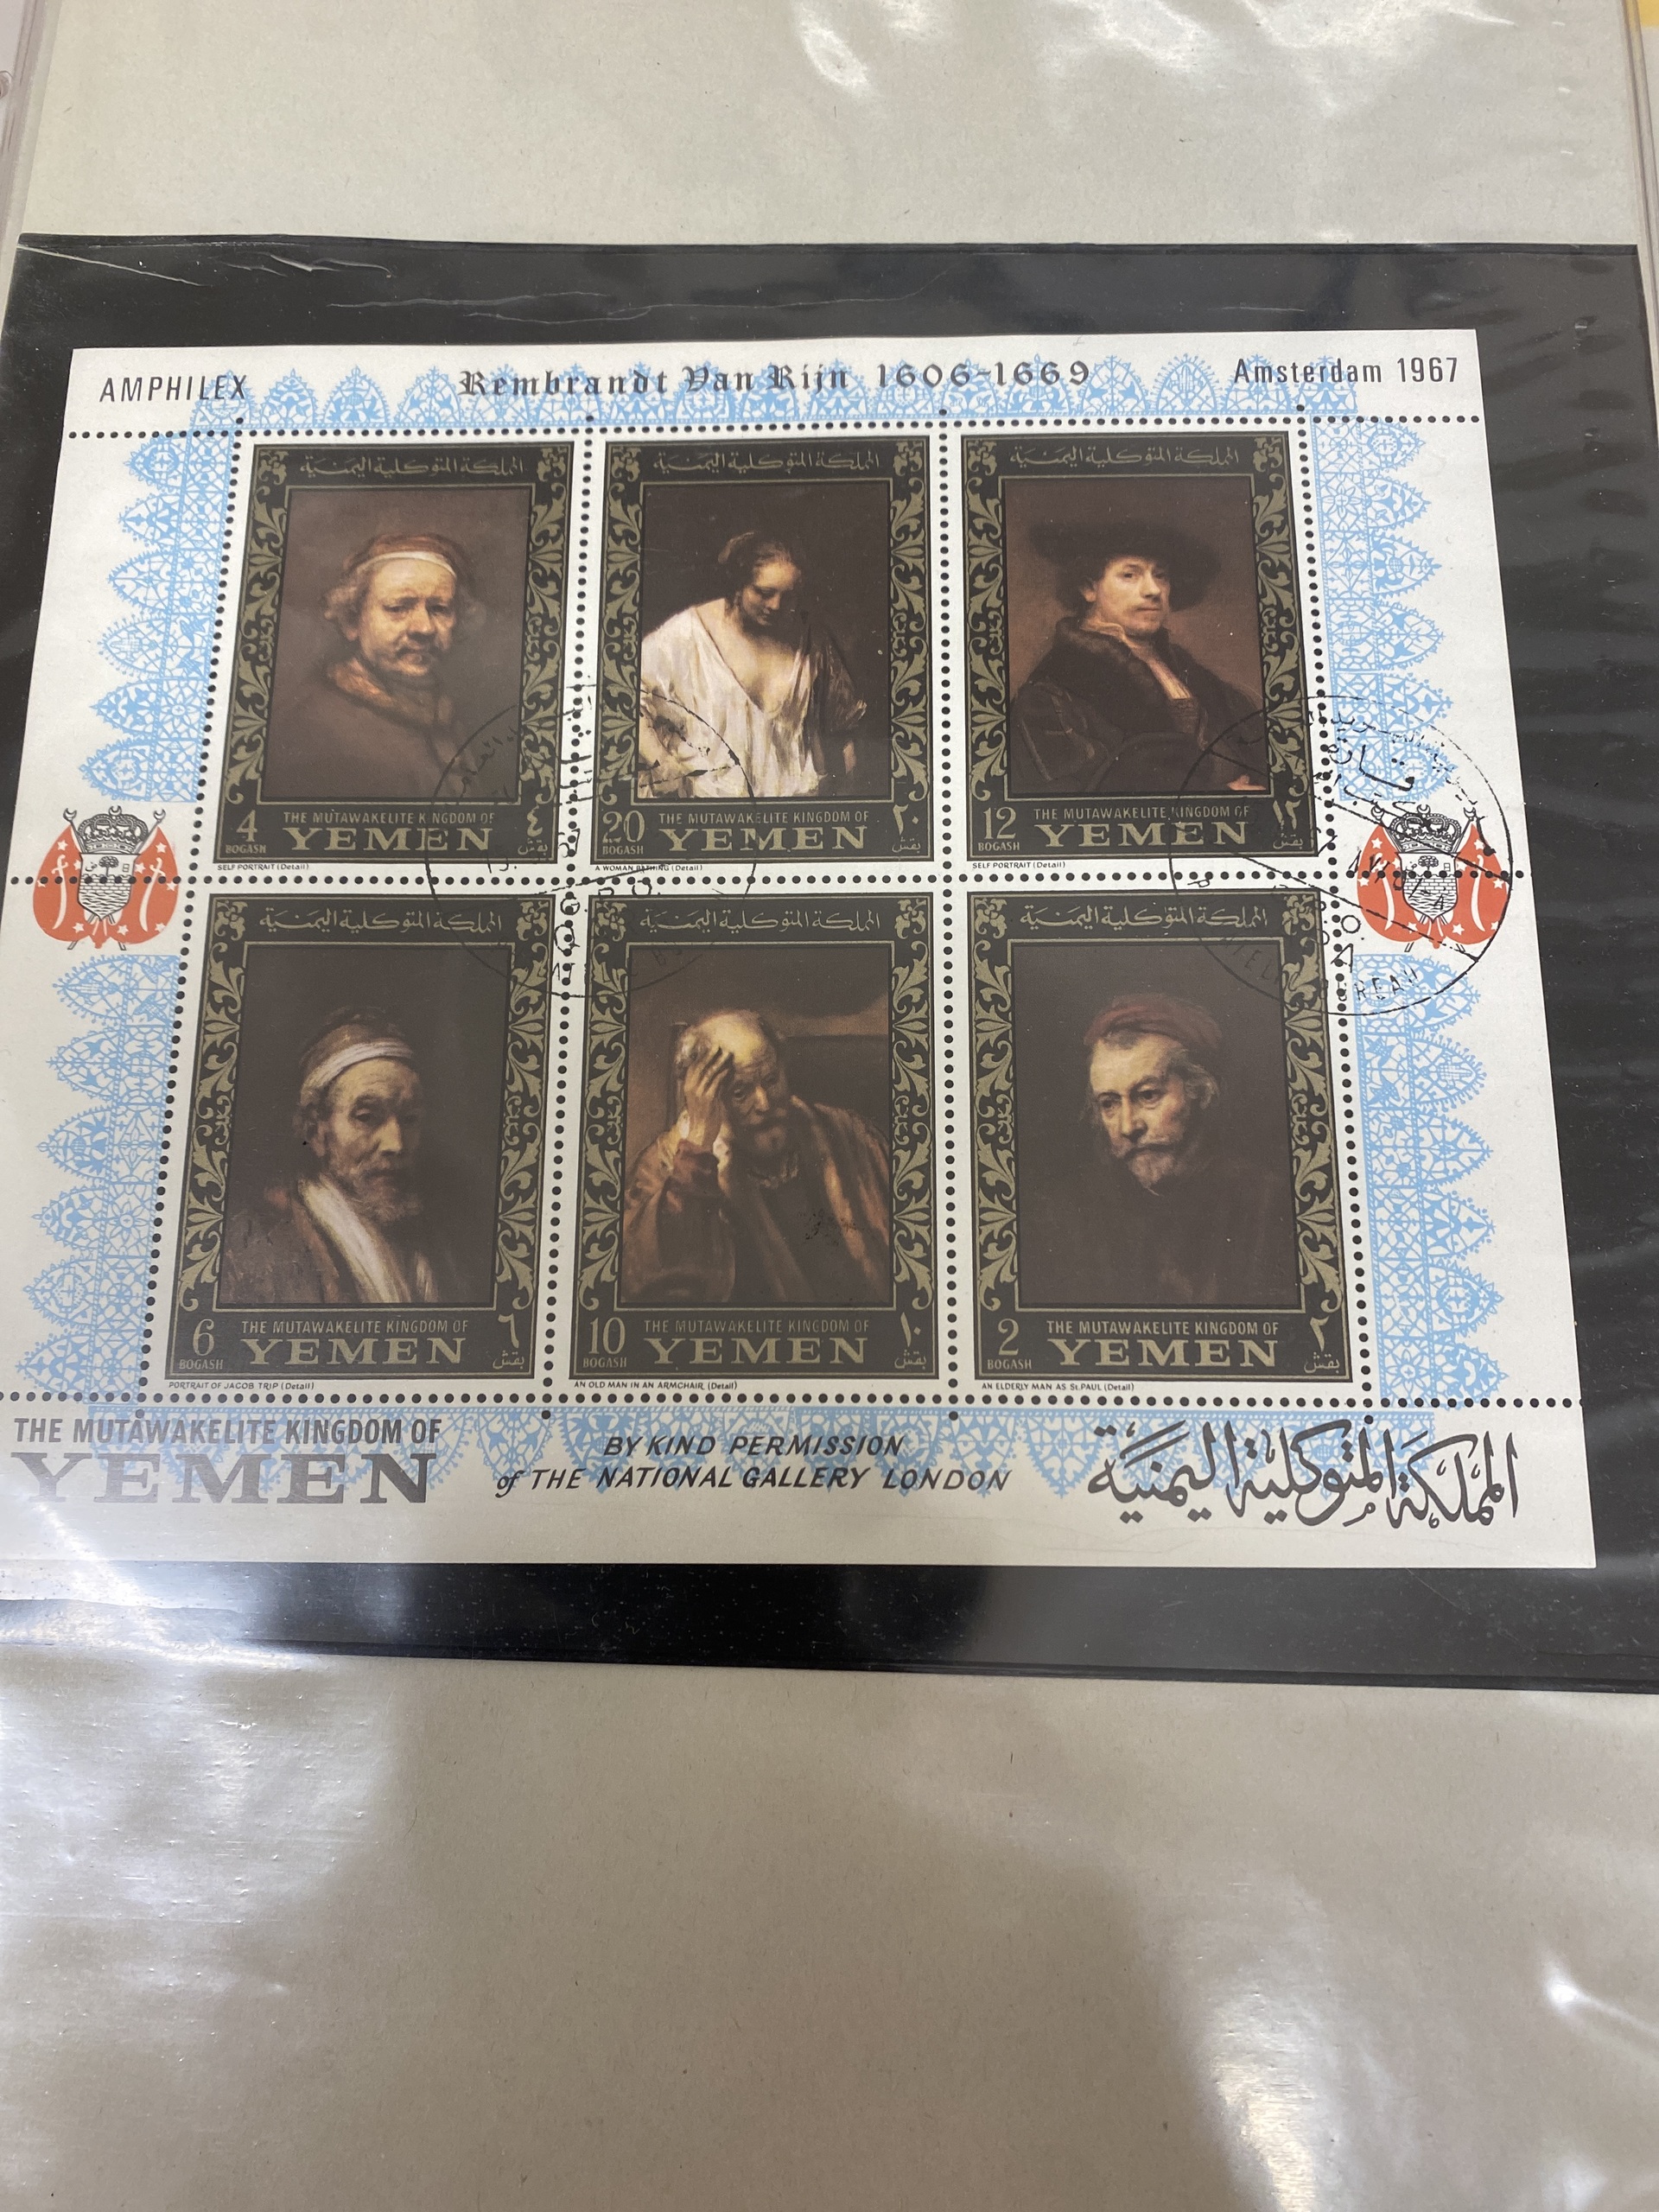 AMPHILEX
Rembrandt Van Rijn 1606-1669
Amsterdam 1967
المملكة المتوكلية اليمنية
4
BOGASH
THE MUTAWAKELITE KINGDOM OF
YEMEN
٤
بقش
SELF PORTRAIT (Detail)
المملكة المتوكلية اليمنية
20
BOGASH
THE MUTAWAKELITE KINGDOM OF
YEMEN
٢٠
بقش
A WOMAN BATHING (Detail)
المملكة المتوكلية اليمنية
12
BOGASH
THE MUTAWAKELITE KINGDOM OF
YEMEN
١٢
بقش
SELF PORTRAIT (Detail)
المملكة المتوكلية اليمنية
6
BOGASH
THE MUTAWAKELITE KINGDOM OF
YEMEN
٦
بقش
PORTRAIT OF JACOB TRIP (Detail)
المملكة المتوكلية اليمنية
10
BOGASH
THE MUTAWAKELITE KINGDOM OF
YEMEN
١٠
بقش
AN OLD MAN IN AN ARMCHAIR (Detail)
المملكة المتوكلية اليمنية
2
BOGASH
THE MUTAWAKELITE KINGDOM OF
YEMEN
٢
بقش
AN ELDERLY MAN AS St.PAUL (Detail)
THE MUTAWAKELITE KINGDOM OF
YEMEN
BY KIND PERMISSION
of THE NATIONAL GALLERY LONDON
المملكة المتوكلية اليمنية